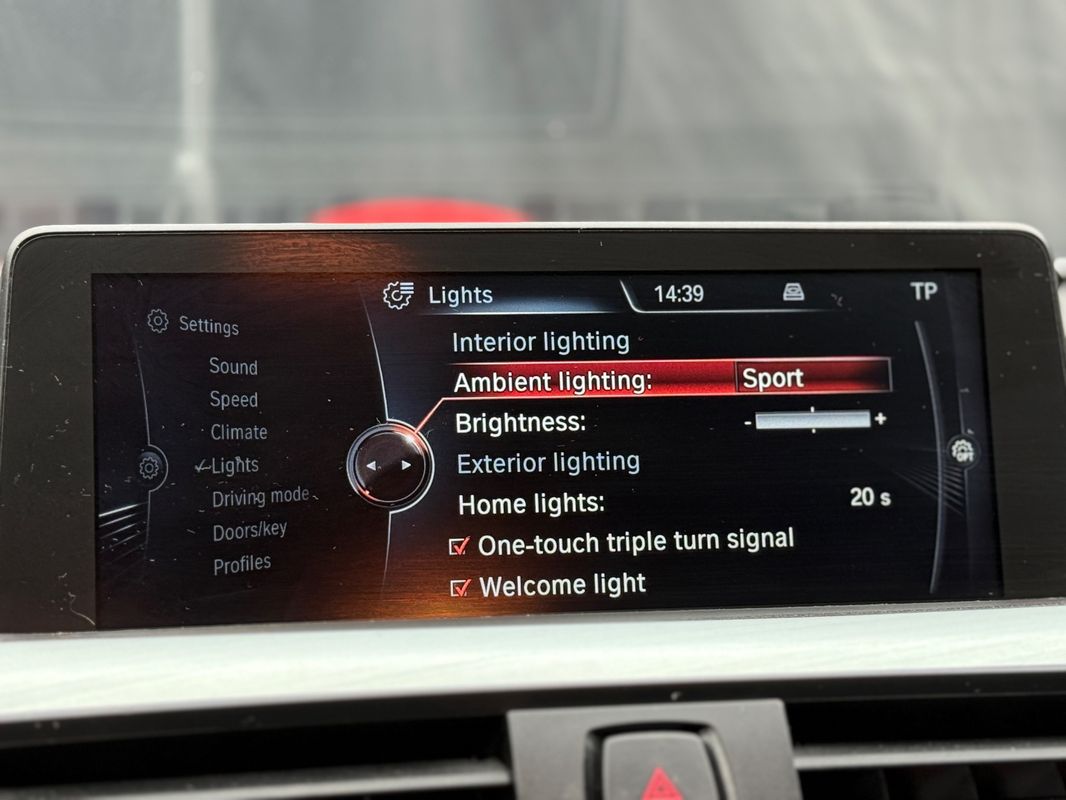 Lights
14:39
TP
Settings
Sound
Speed
Climate
Lights
Driving mode
Doors/key
Profiles
Interior lighting
Ambient lighting: Sport
Brightness: - +
Exterior lighting
Home lights: 20 s
One-touch triple turn signal
Welcome light
OPT